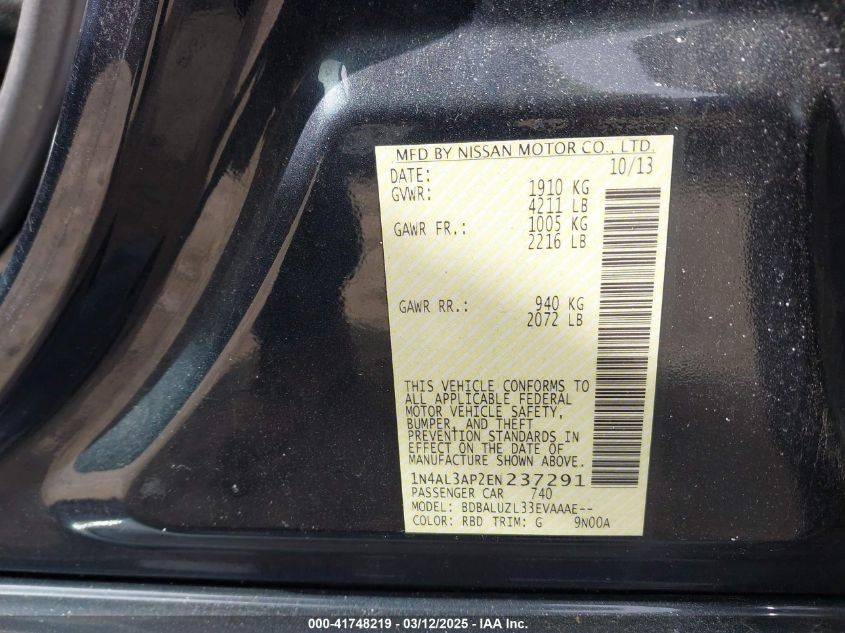 MFD BY NISSAN MOTOR CO., LTD.
DATE: 10/13
GVWR: 1910 KG
4211 LB
GAWR FR.: 1005 KG
2216 LB
GAWR RR.: 940 KG
2072 LB
THIS VEHICLE CONFORMS TO
ALL APPLICABLE FEDERAL
MOTOR VEHICLE SAFETY,
BUMPER, AND THEFT
PREVENTION STANDARDS IN
EFFECT ON THE DATE OF
MANUFACTURE SHOWN ABOVE.
1N4AL3AP2EN237291
PASSENGER CAR 740
MODEL: BDBALUZL33EVAAAE--
COLOR: RBD TRIM: G 9N00A
000-41748219 - 03/12/2025 - IAA Inc.